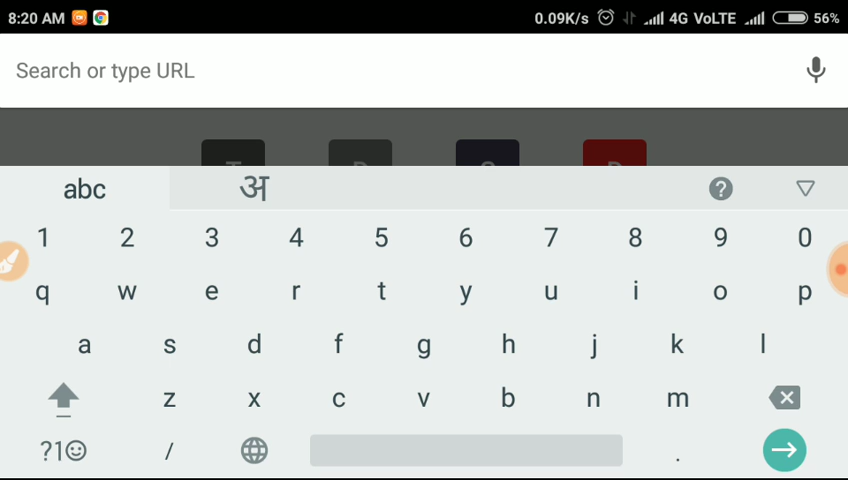 8:20 AM 0.09K/s 4G VoLTE 56%
Search or type URL
abc अ ?
1 2 3 4 5 6 7 8 9 0
q w e r t y u i o p
a s d f g h j k l
z x c v b n m
?1☺ / .